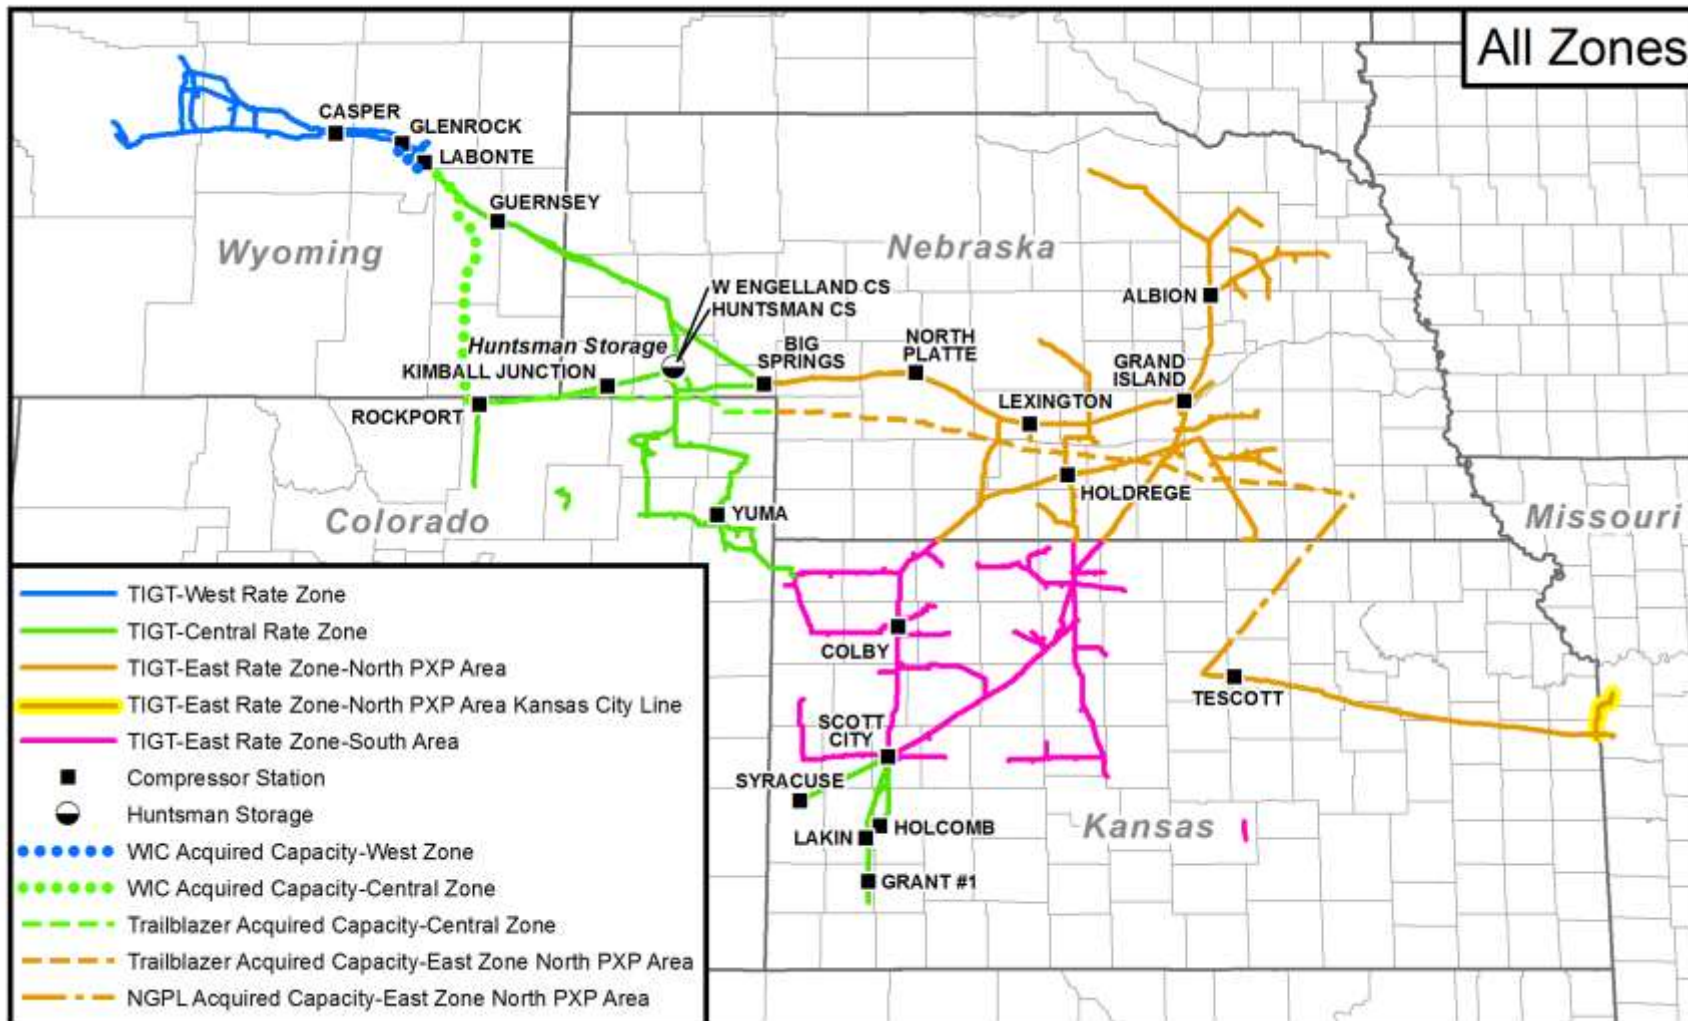 All Zones
CASPER
GLENROCK
LABONTE
GUERNSEY
Wyoming
Nebraska
W ENGELLAND CS
HUNTSMAN CS
ALBION
Huntsman Storage
BIG
SPRINGS
NORTH
PLATTE
GRAND
ISLAND
KIMBALL JUNCTION
ROCKPORT
LEXINGTON
HOLDREGE
YUMA
Colorado
Missouri
COLBY
TESCOTT
SCOTT
CITY
SYRACUSE
HOLCOMB
LAKIN
Kansas
GRANT #1
TIGT-West Rate Zone
TIGT-Central Rate Zone
TIGT-East Rate Zone-North PXP Area
TIGT-East Rate Zone-North PXP Area Kansas City Line
TIGT-East Rate Zone-South Area
Compressor Station
Huntsman Storage
WIC Acquired Capacity-West Zone
WIC Acquired Capacity-Central Zone
Trailblazer Acquired Capacity-Central Zone
Trailblazer Acquired Capacity-East Zone North PXP Area
NGPL Acquired Capacity-East Zone North PXP Area